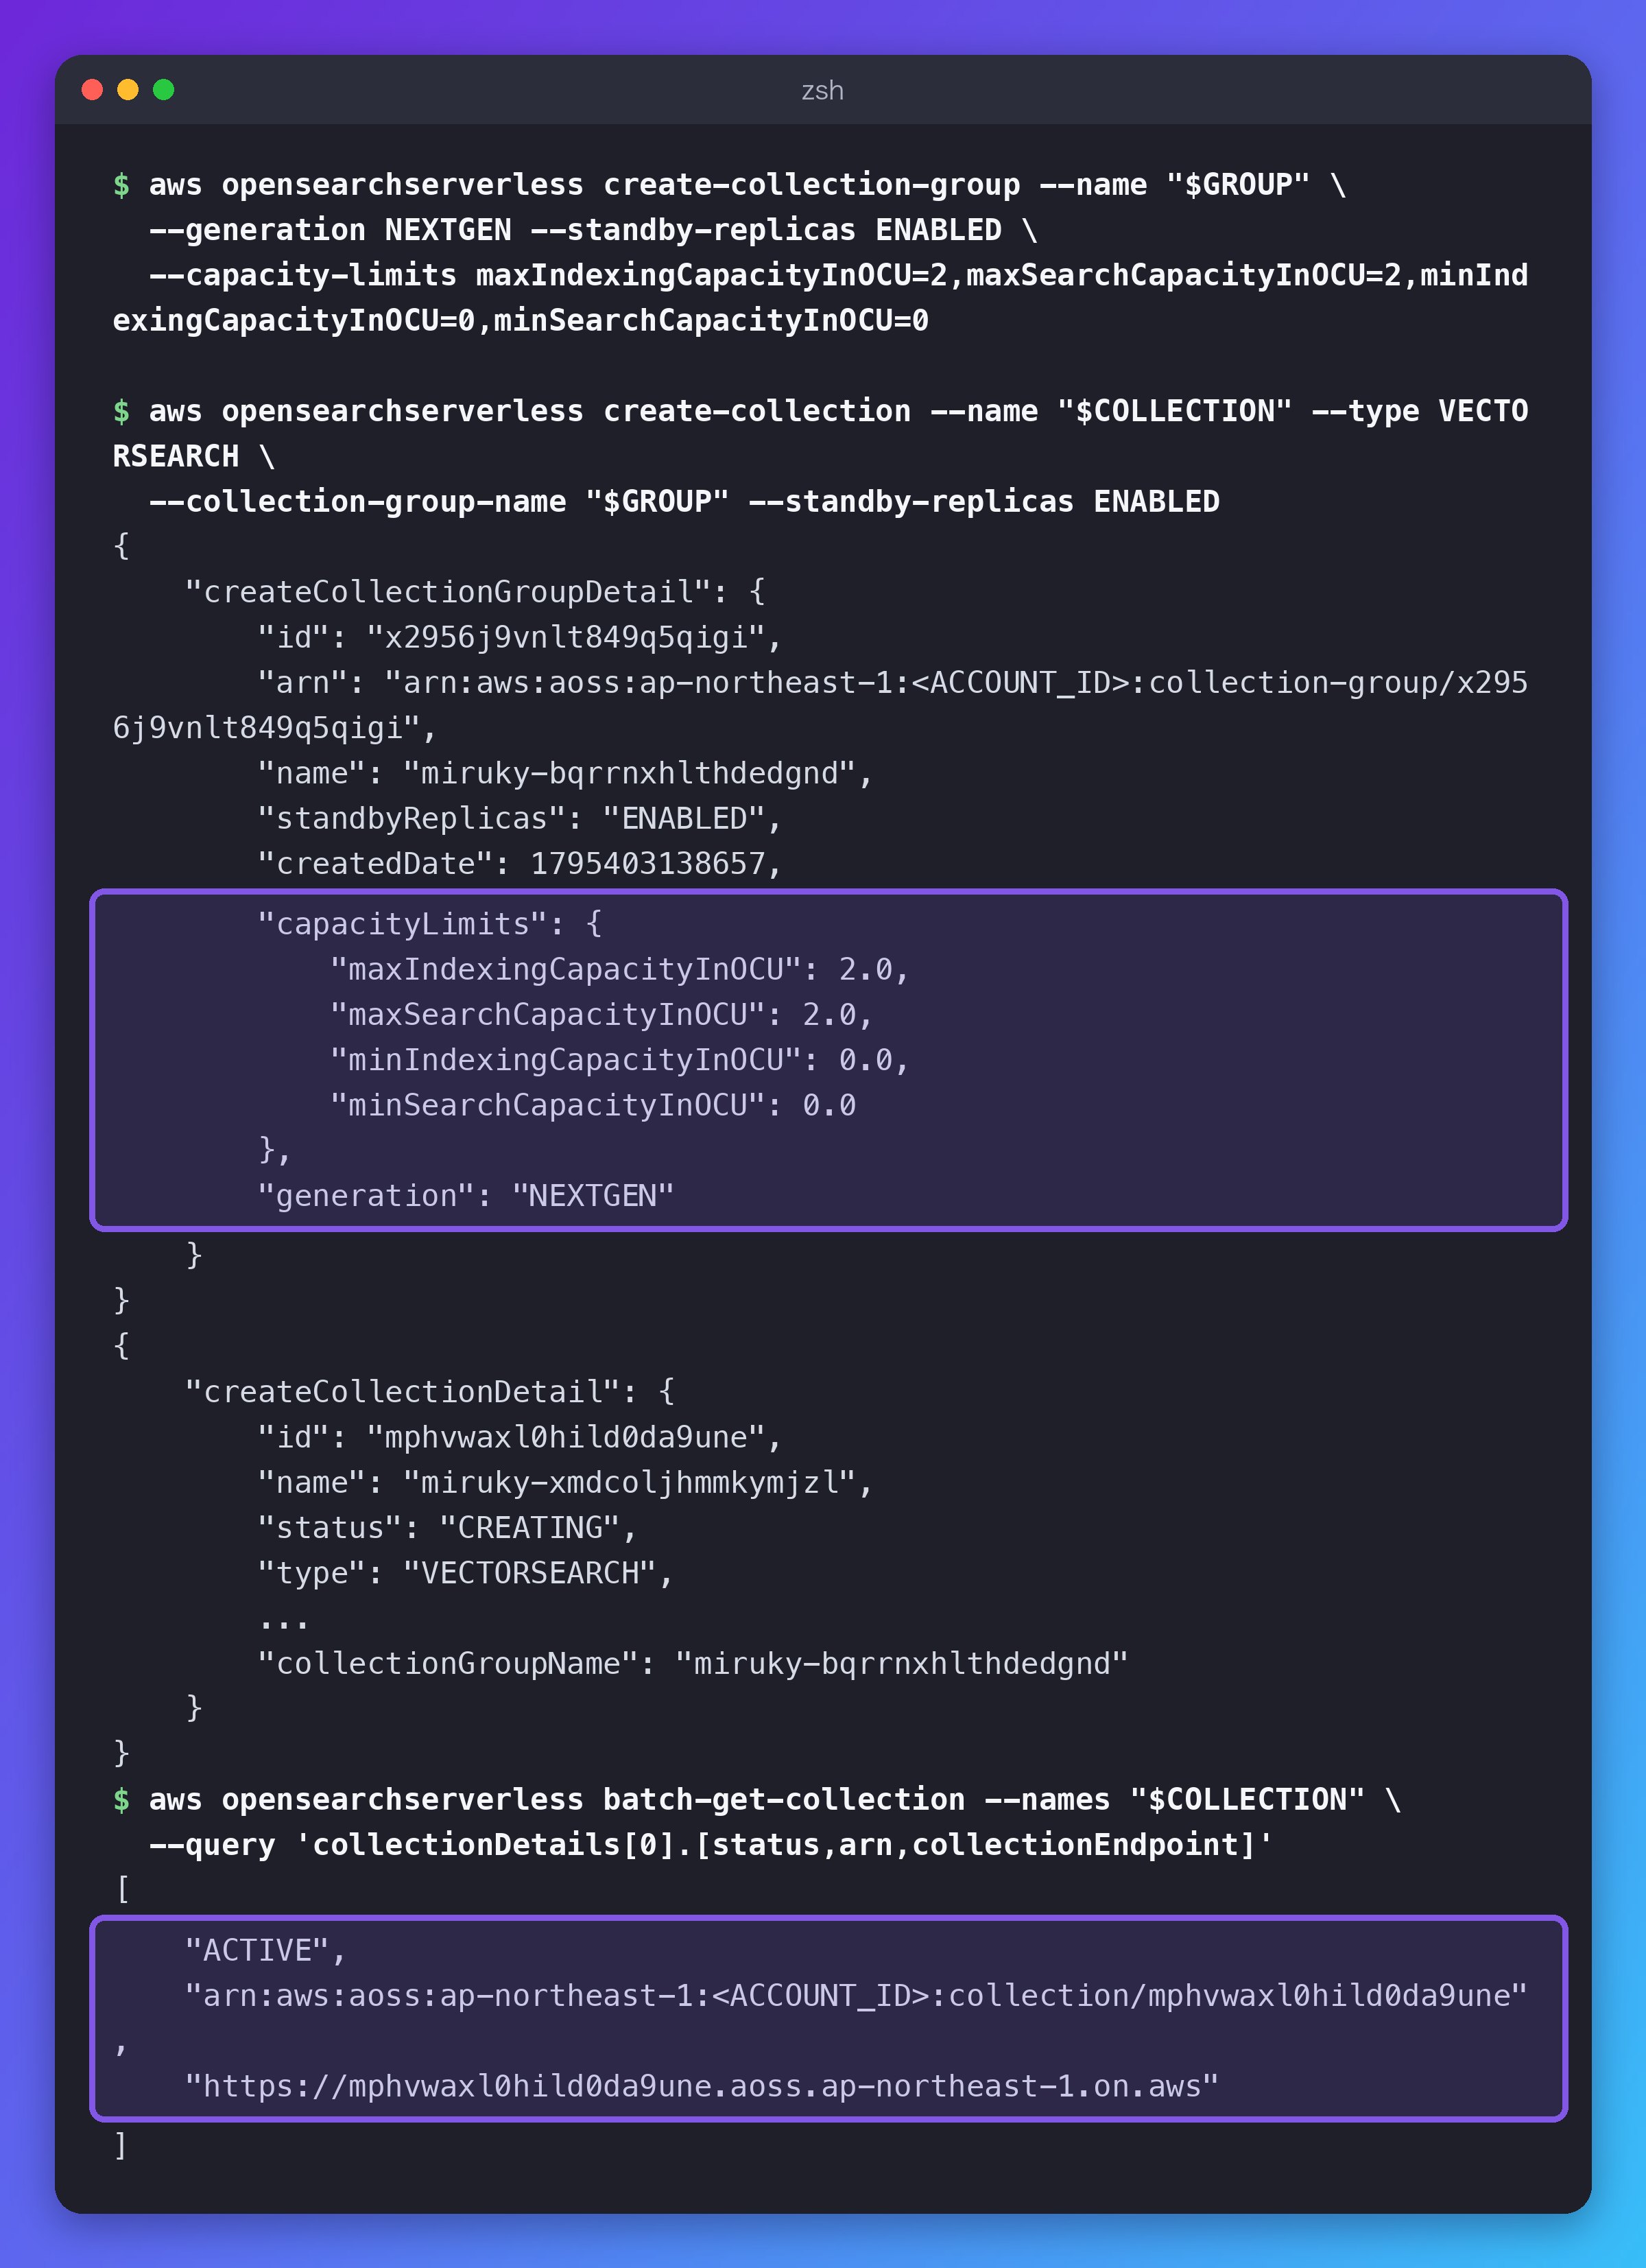 zsh
$ aws opensearchserverless create-collection-group --name "$GROUP" \
  --generation NEXTGEN --standby-replicas ENABLED \
  --capacity-limits maxIndexingCapacityInOCU=2,maxSearchCapacityInOCU=2,minInd
exingCapacityInOCU=0,minSearchCapacityInOCU=0
$ aws opensearchserverless create-collection --name "$COLLECTION" --type VECTO
RSEARCH \
  --collection-group-name "$GROUP" --standby-replicas ENABLED
{
    "createCollectionGroupDetail": {
        "id": "x2956j9vnlt849q5qigi",
        "arn": "arn:aws:aoss:ap-northeast-1:<ACCOUNT_ID>:collection-group/x295
6j9vnlt849q5qigi",
        "name": "miruky-bqrrnxhlthdedgnd",
        "standbyReplicas": "ENABLED",
        "createdDate": 1795403138657,
        "capacityLimits": {
            "maxIndexingCapacityInOCU": 2.0,
            "maxSearchCapacityInOCU": 2.0,
            "minIndexingCapacityInOCU": 0.0,
            "minSearchCapacityInOCU": 0.0
        },
        "generation": "NEXTGEN"
    }
}
{
    "createCollectionDetail": {
        "id": "mphvwaxl0hild0da9une",
        "name": "miruky-xmdcoljhmmkymjzl",
        "status": "CREATING",
        "type": "VECTORSEARCH",
        ...
        "collectionGroupName": "miruky-bqrrnxhlthdedgnd"
    }
}
$ aws opensearchserverless batch-get-collection --names "$COLLECTION" \
  --query 'collectionDetails[0].[status,arn,collectionEndpoint]'
[
    "ACTIVE",
    "arn:aws:aoss:ap-northeast-1:<ACCOUNT_ID>:collection/mphvwaxl0hild0da9une"
,
    "https://mphvwaxl0hild0da9une.aoss.ap-northeast-1.on.aws"
]